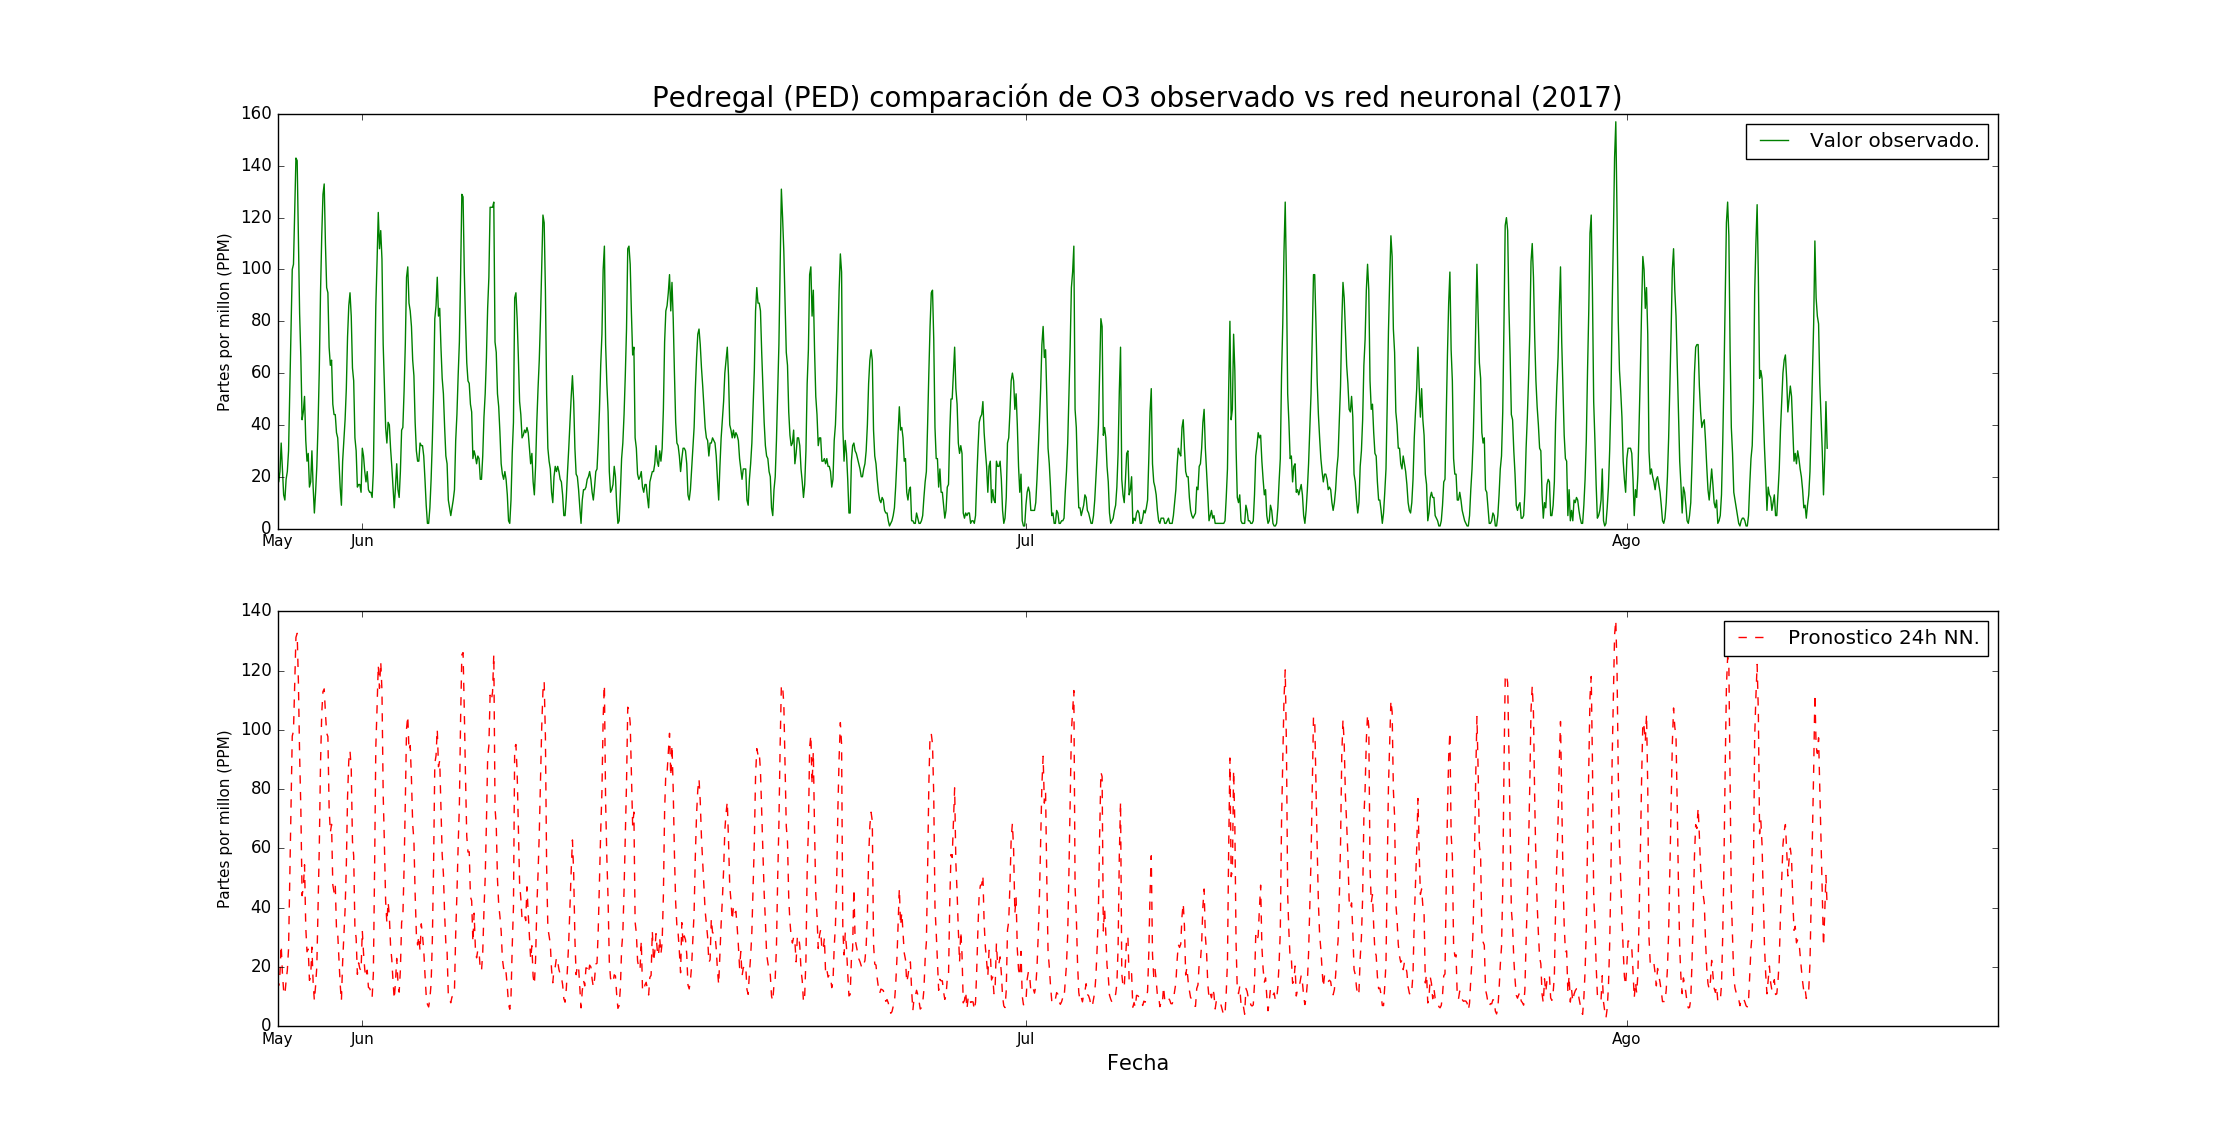 Pedregal (PED) comparación de O3 observado vs red neuronal (2017)
160
140
120
100
80
60
40
20
0
Partes por millon (PPM)
Valor observado.
May Jun Jul Ago
140
120
100
80
60
40
20
0
Partes por millon (PPM)
Pronostico 24h NN.
May Jun Jul Ago
Fecha